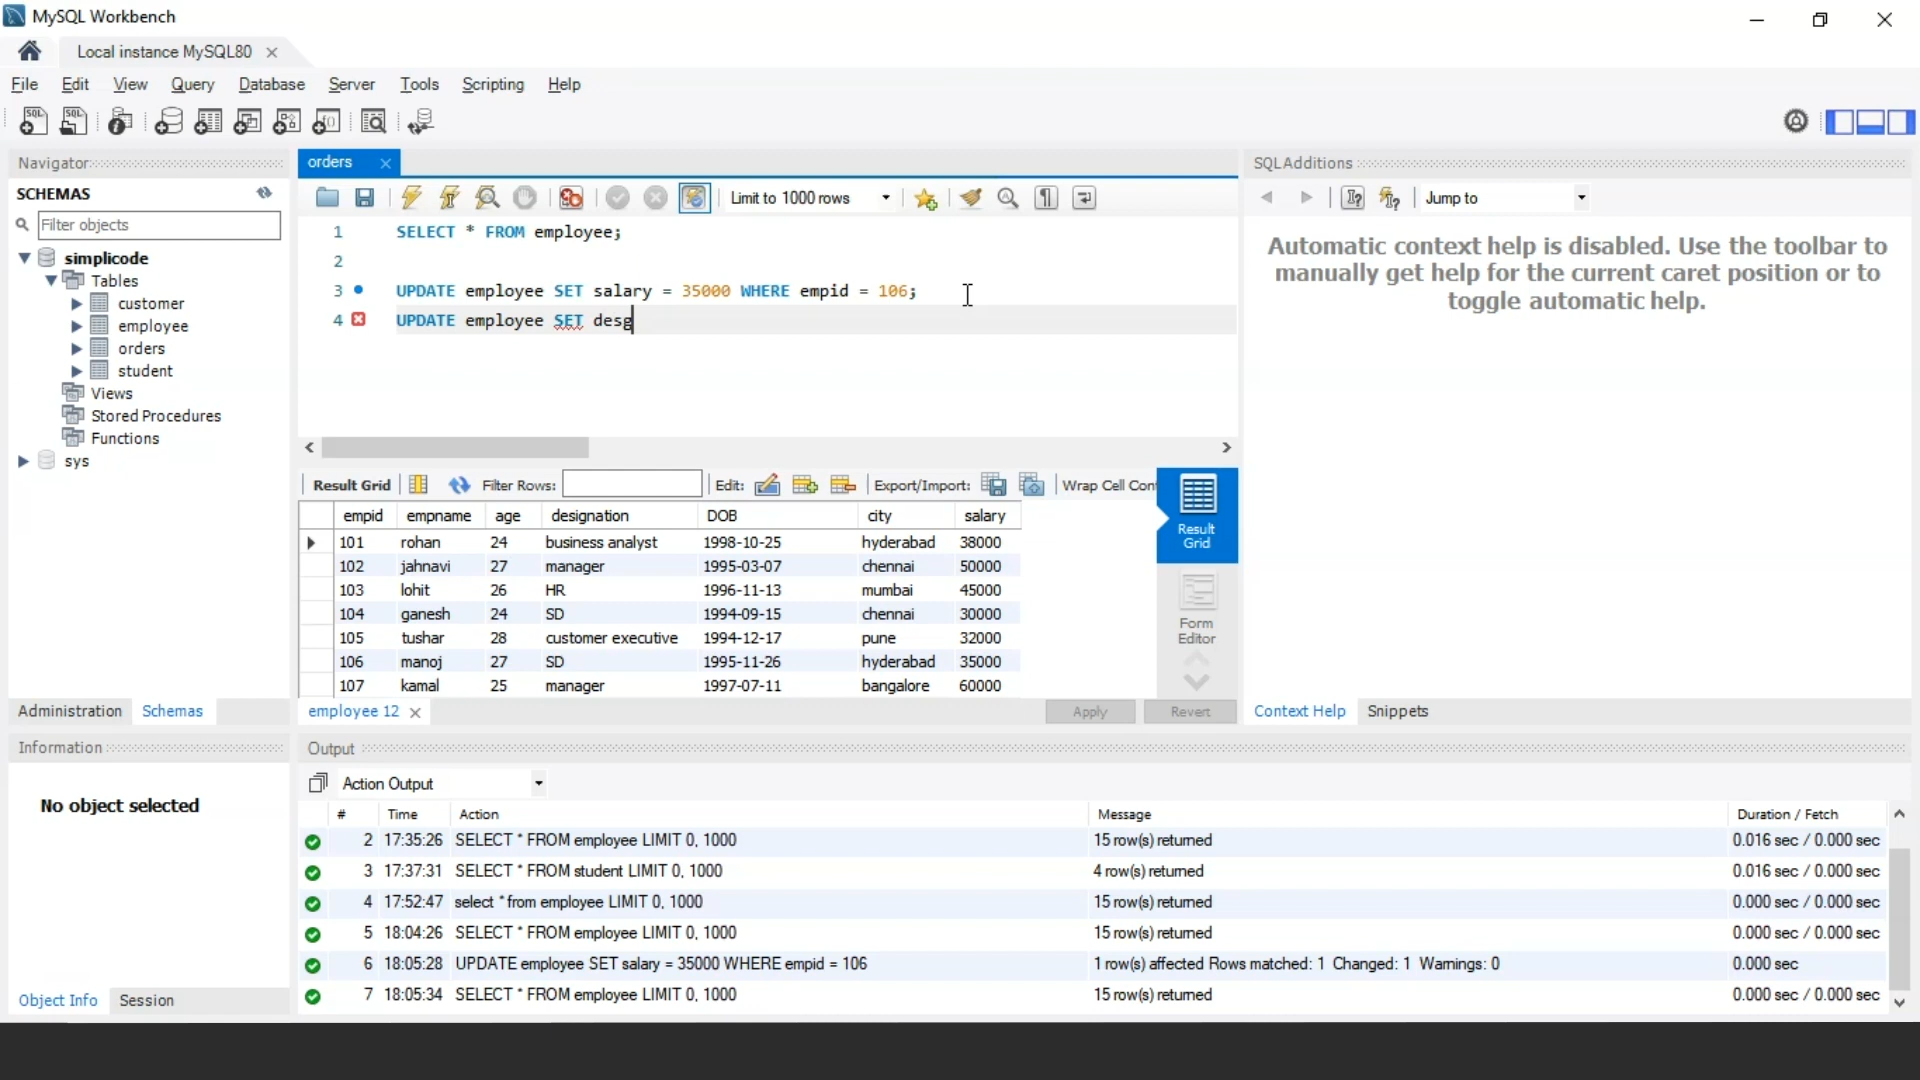 MySQL Workbench
Local instance MySQL80
File Edit View Query Database Server Tools Scripting Help
Navigator
SCHEMAS
Filter objects
simplicode
Tables
customer
employee
orders
student
Views
Stored Procedures
Functions
sys
Administration Schemas
Information
No object selected
Object Info Session
orders
Limit to 1000 rows
1 SELECT * FROM employee;
2
3 UPDATE employee SET salary = 35000 WHERE empid = 106;
4 UPDATE employee SET desg
Result Grid Filter Rows: Edit: Export/Import: Wrap Cell Cont
empid empname age designation DOB city salary
101 rohan 24 business analyst 1998-10-25 hyderabad 38000
102 jahnavi 27 manager 1995-03-07 chennai 50000
103 lohit 26 HR 1996-11-13 mumbai 45000
104 ganesh 24 SD 1994-09-15 chennai 30000
105 tushar 28 customer executive 1994-12-17 pune 32000
106 manoj 27 SD 1995-11-26 hyderabad 35000
107 kamal 25 manager 1997-07-11 bangalore 60000
Result
Grid
Form
Editor
employee 12 Apply Revert
SQLAdditions
Jump to
Automatic context help is disabled. Use the toolbar to
manually get help for the current caret position or to
toggle automatic help.
Context Help Snippets
Output
Action Output
# Time Action Message Duration / Fetch
2 17:35:26 SELECT * FROM employee LIMIT 0, 1000 15 row(s) returned 0.016 sec / 0.000 sec
3 17:37:31 SELECT * FROM student LIMIT 0, 1000 4 row(s) returned 0.016 sec / 0.000 sec
4 17:52:47 select * from employee LIMIT 0, 1000 15 row(s) returned 0.000 sec / 0.000 sec
5 18:04:26 SELECT * FROM employee LIMIT 0, 1000 15 row(s) returned 0.000 sec / 0.000 sec
6 18:05:28 UPDATE employee SET salary = 35000 WHERE empid = 106 1 row(s) affected Rows matched: 1 Changed: 1 Warnings: 0 0.000 sec
7 18:05:34 SELECT * FROM employee LIMIT 0, 1000 15 row(s) returned 0.000 sec / 0.000 sec